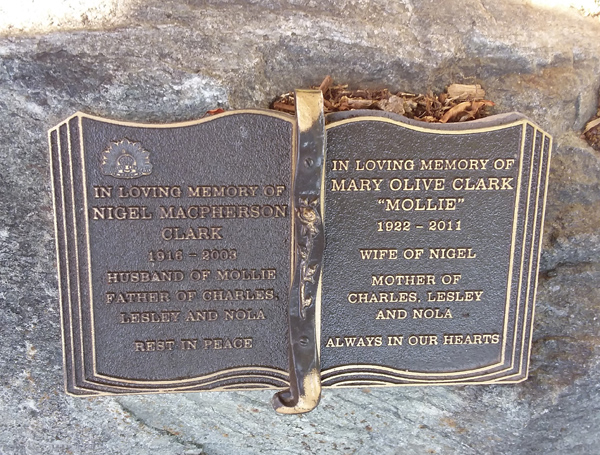 IN LOVING MEMORY OF
NIGEL MACPHERSON
CLARK
1916 – 2003
HUSBAND OF MOLLIE
FATHER OF CHARLES,
LESLEY AND NOLA
REST IN PEACE
IN LOVING MEMORY OF
MARY OLIVE CLARK
"MOLLIE"
1922 – 2011
WIFE OF NIGEL
MOTHER OF
CHARLES, LESLEY
AND NOLA
ALWAYS IN OUR HEARTS